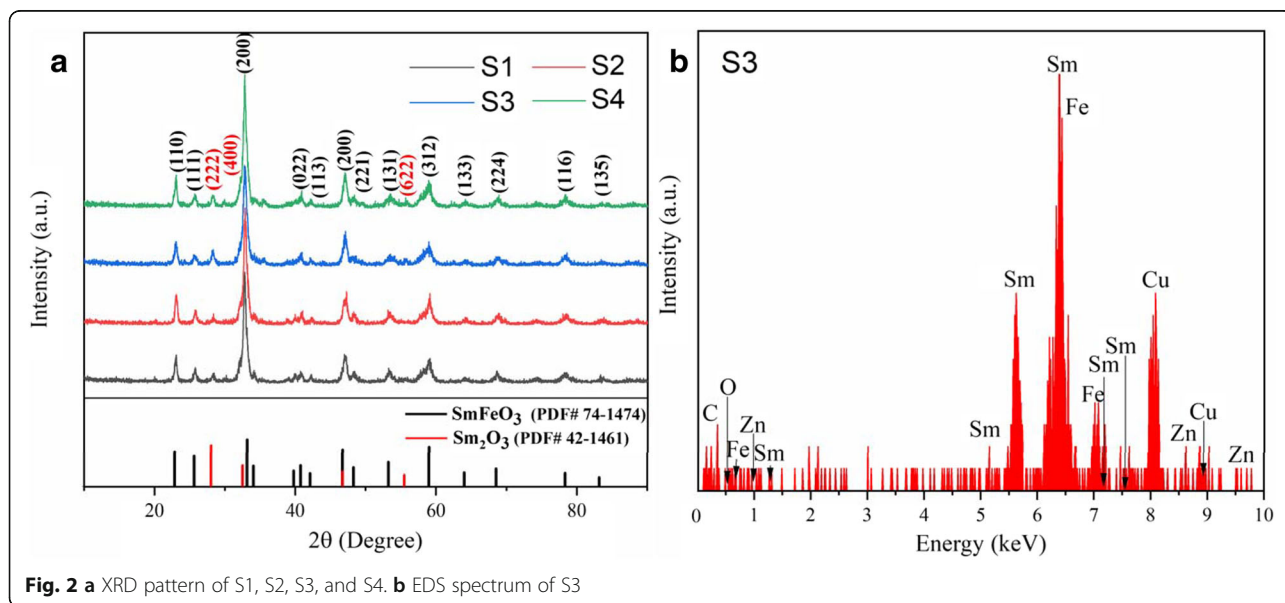 a
(200)
S1 S2
S3 S4
(110) (111) (222) (400) (022) (113) (200) (221) (131) (622) (312) (133) (224) (116) (135)
Intensity (a.u.)
SmFeO3 (PDF# 74-1474)
Sm2O3 (PDF# 42-1461)
20 40 60 80
2θ (Degree)
b S3
Sm
Fe
Sm
Cu
C
O
Fe
Zn
Sm
Sm
Fe
Sm
Sm
Zn
Cu
Zn
Intensity (a.u.)
0 1 2 3 4 5 6 7 8 9 10
Energy (keV)
Fig. 2 a XRD pattern of S1, S2, S3, and S4. b EDS spectrum of S3